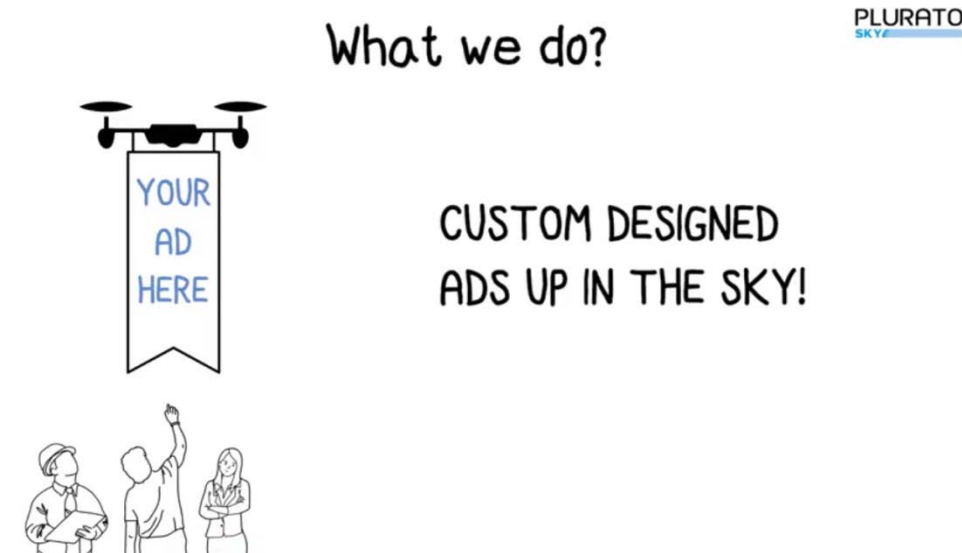 What we do?
PLURATO
SKY
YOUR
AD
HERE
CUSTOM DESIGNED
ADS UP IN THE SKY!